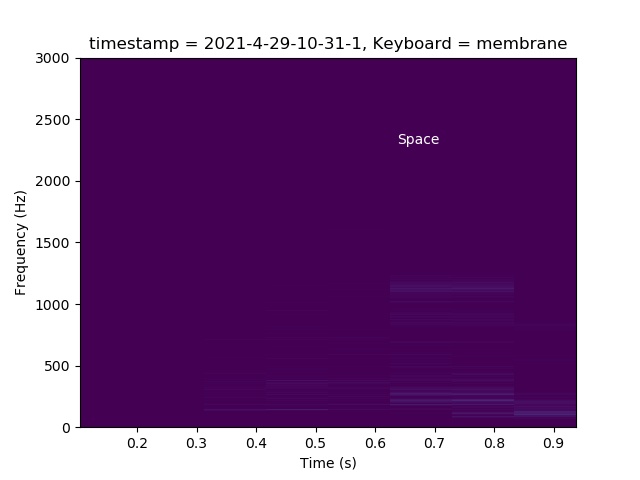 timestamp = 2021-4-29-10-31-1, Keyboard = membrane
3000
2500
2000
1500
1000
500
0
Frequency (Hz)
Space
0.2 0.3 0.4 0.5 0.6 0.7 0.8 0.9
Time (s)